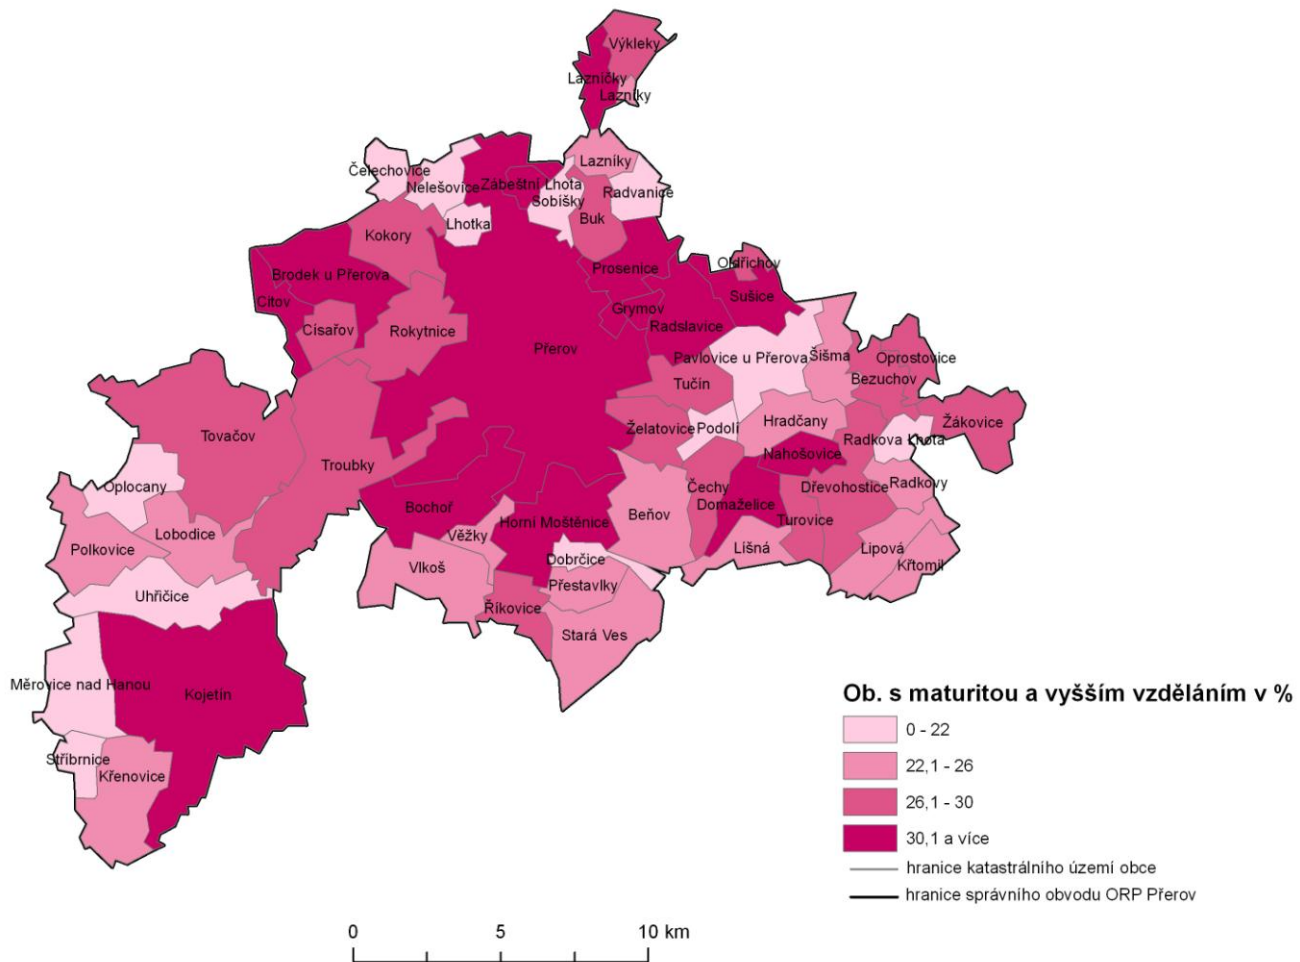 Výkleky
Lazníčky
Lazníky
Lazníky
Čelechovice
Nelešovice
Zábeštní
Lhota
Sobíšky
Radvanice
Lhotka
Buk
Kokory
Brodek u Přerova
Prosenice
Oldřichov
Citov
Sušice
Císařov
Rokytnice
Grymov
Radslavice
Přerov
Pavlovice u Přerova
Šišma
Oprostovice
Bezuchov
Tučín
Tovačov
Želatovice
Podolí
Hradčany
Radkova Lhota
Žákovice
Troubky
Nahošovice
Oplocany
Čechy
Dřevohostice
Radkovy
Bochoř
Domaželice
Horní Moštěnice
Beňov
Turovice
Věžky
Lobodice
Polkovice
Líšná
Lipová
Dobrčice
Vlkoš
Křtomil
Přestavlky
Uhřičice
Říkovice
Stará Ves
Měrovice nad Hanou
Kojetín
Stříbrnice
Křenovice
Ob. s maturitou a vyšším vzděláním v %
0 - 22
22,1 - 26
26,1 - 30
30,1 a více
hranice katastrálního území obce
hranice správního obvodu ORP Přerov
0 5 10 km